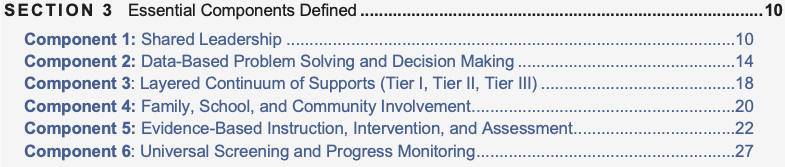 SECTION 3 Essential Components Defined ..... 10
Component 1: Shared Leadership ..... 10
Component 2: Data-Based Problem Solving and Decision Making ..... 14
Component 3: Layered Continuum of Supports (Tier I, Tier II, Tier III) ..... 18
Component 4: Family, School, and Community Involvement..... 20
Component 5: Evidence-Based Instruction, Intervention, and Assessment..... 22
Component 6: Universal Screening and Progress Monitoring..... 27